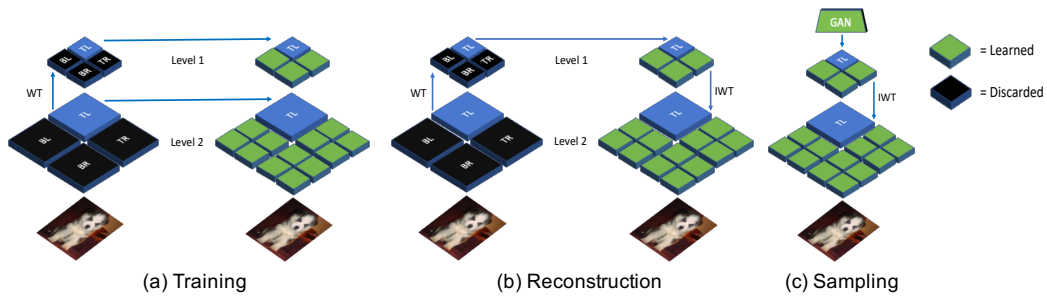 TL
BL
TR
BR
Level 1
WT
TL
BL
TR
BR
Level 2
TL
TL
(a) Training
TL
BL
TR
BR
Level 1
WT
TL
BL
TR
BR
Level 2
TL
IWT
TL
(b) Reconstruction
GAN
TL
IWT
TL
(c) Sampling
= Learned
= Discarded